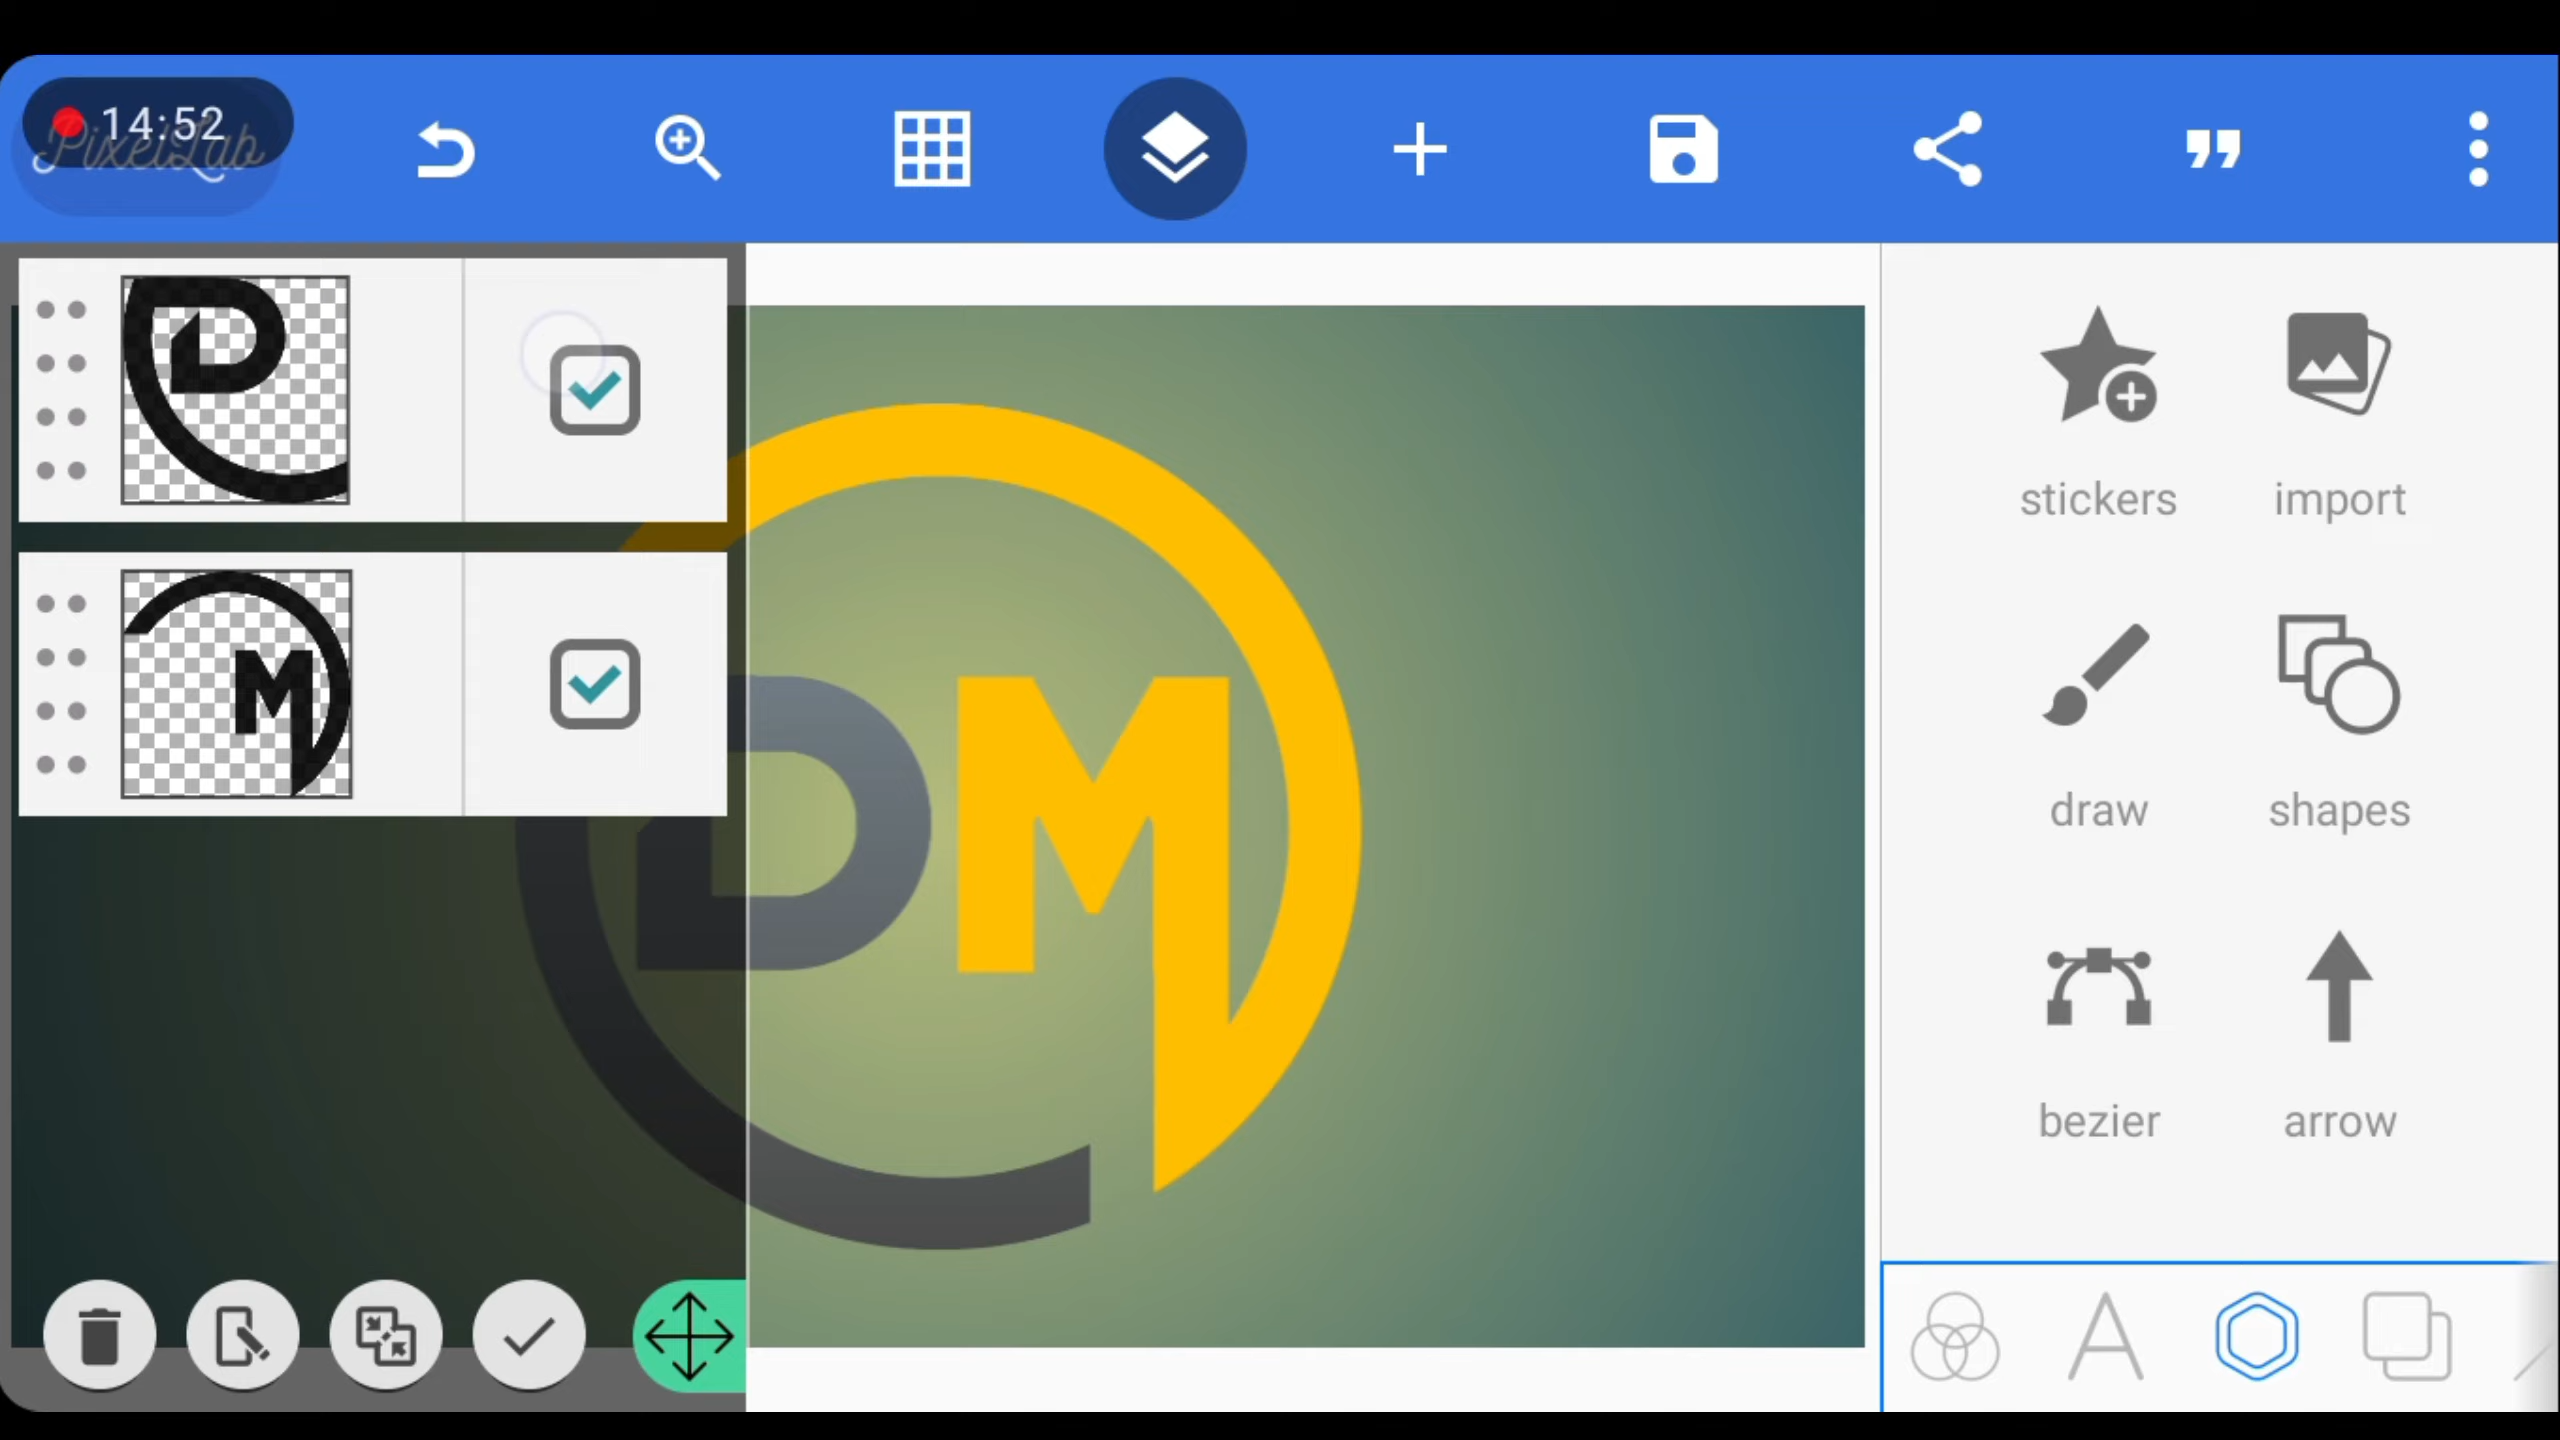 14:52
PixelLab
D
M
DM
stickers
import
draw
shapes
bezier
arrow
A